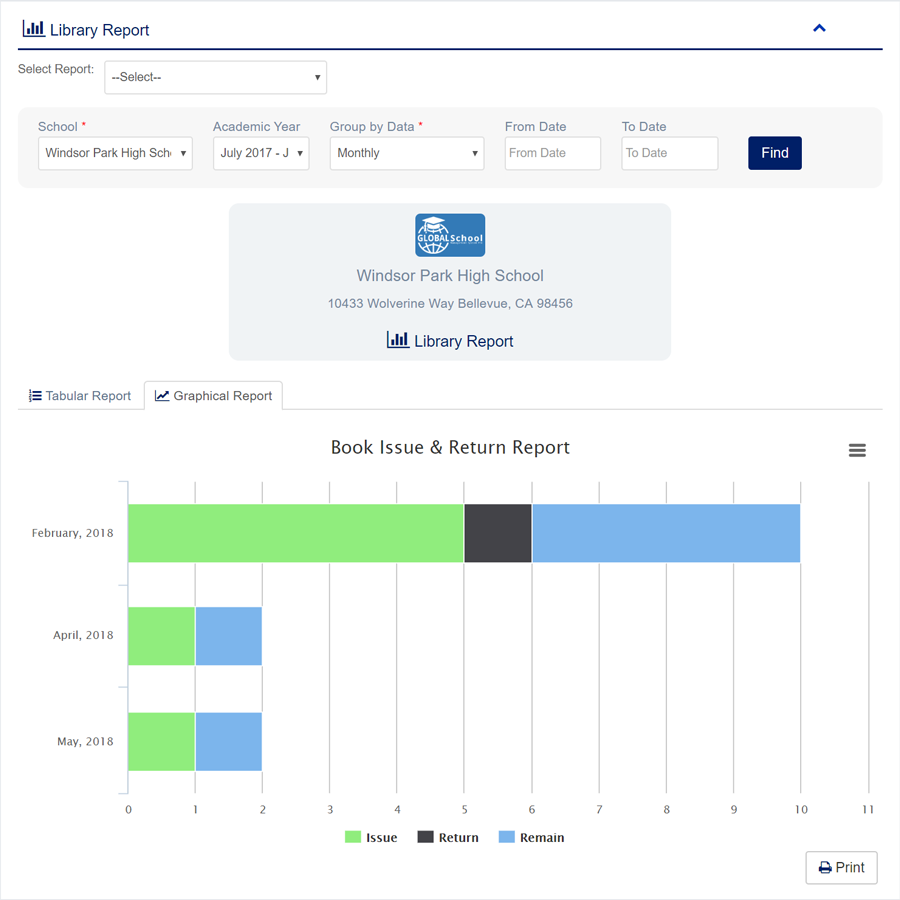 Library Report
Select Report:
--Select--
School * Academic Year Group by Data * From Date To Date
Windsor Park High Sch July 2017 - J Monthly From Date To Date Find
GLOBAL School
Windsor Park High School
10433 Wolverine Way Bellevue, CA 98456
Library Report
Tabular Report Graphical Report
Book Issue & Return Report
February, 2018
April, 2018
May, 2018
0 1 2 3 4 5 6 7 8 9 10 11
Issue Return Remain
Print